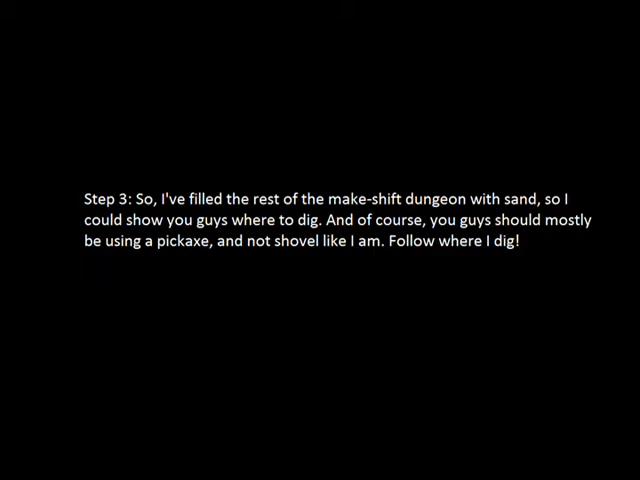 Step 3: So, I've filled the rest of the make-shift dungeon with sand, so I
could show you guys where to dig. And of course, you guys should mostly
be using a pickaxe, and not shovel like I am. Follow where I dig!